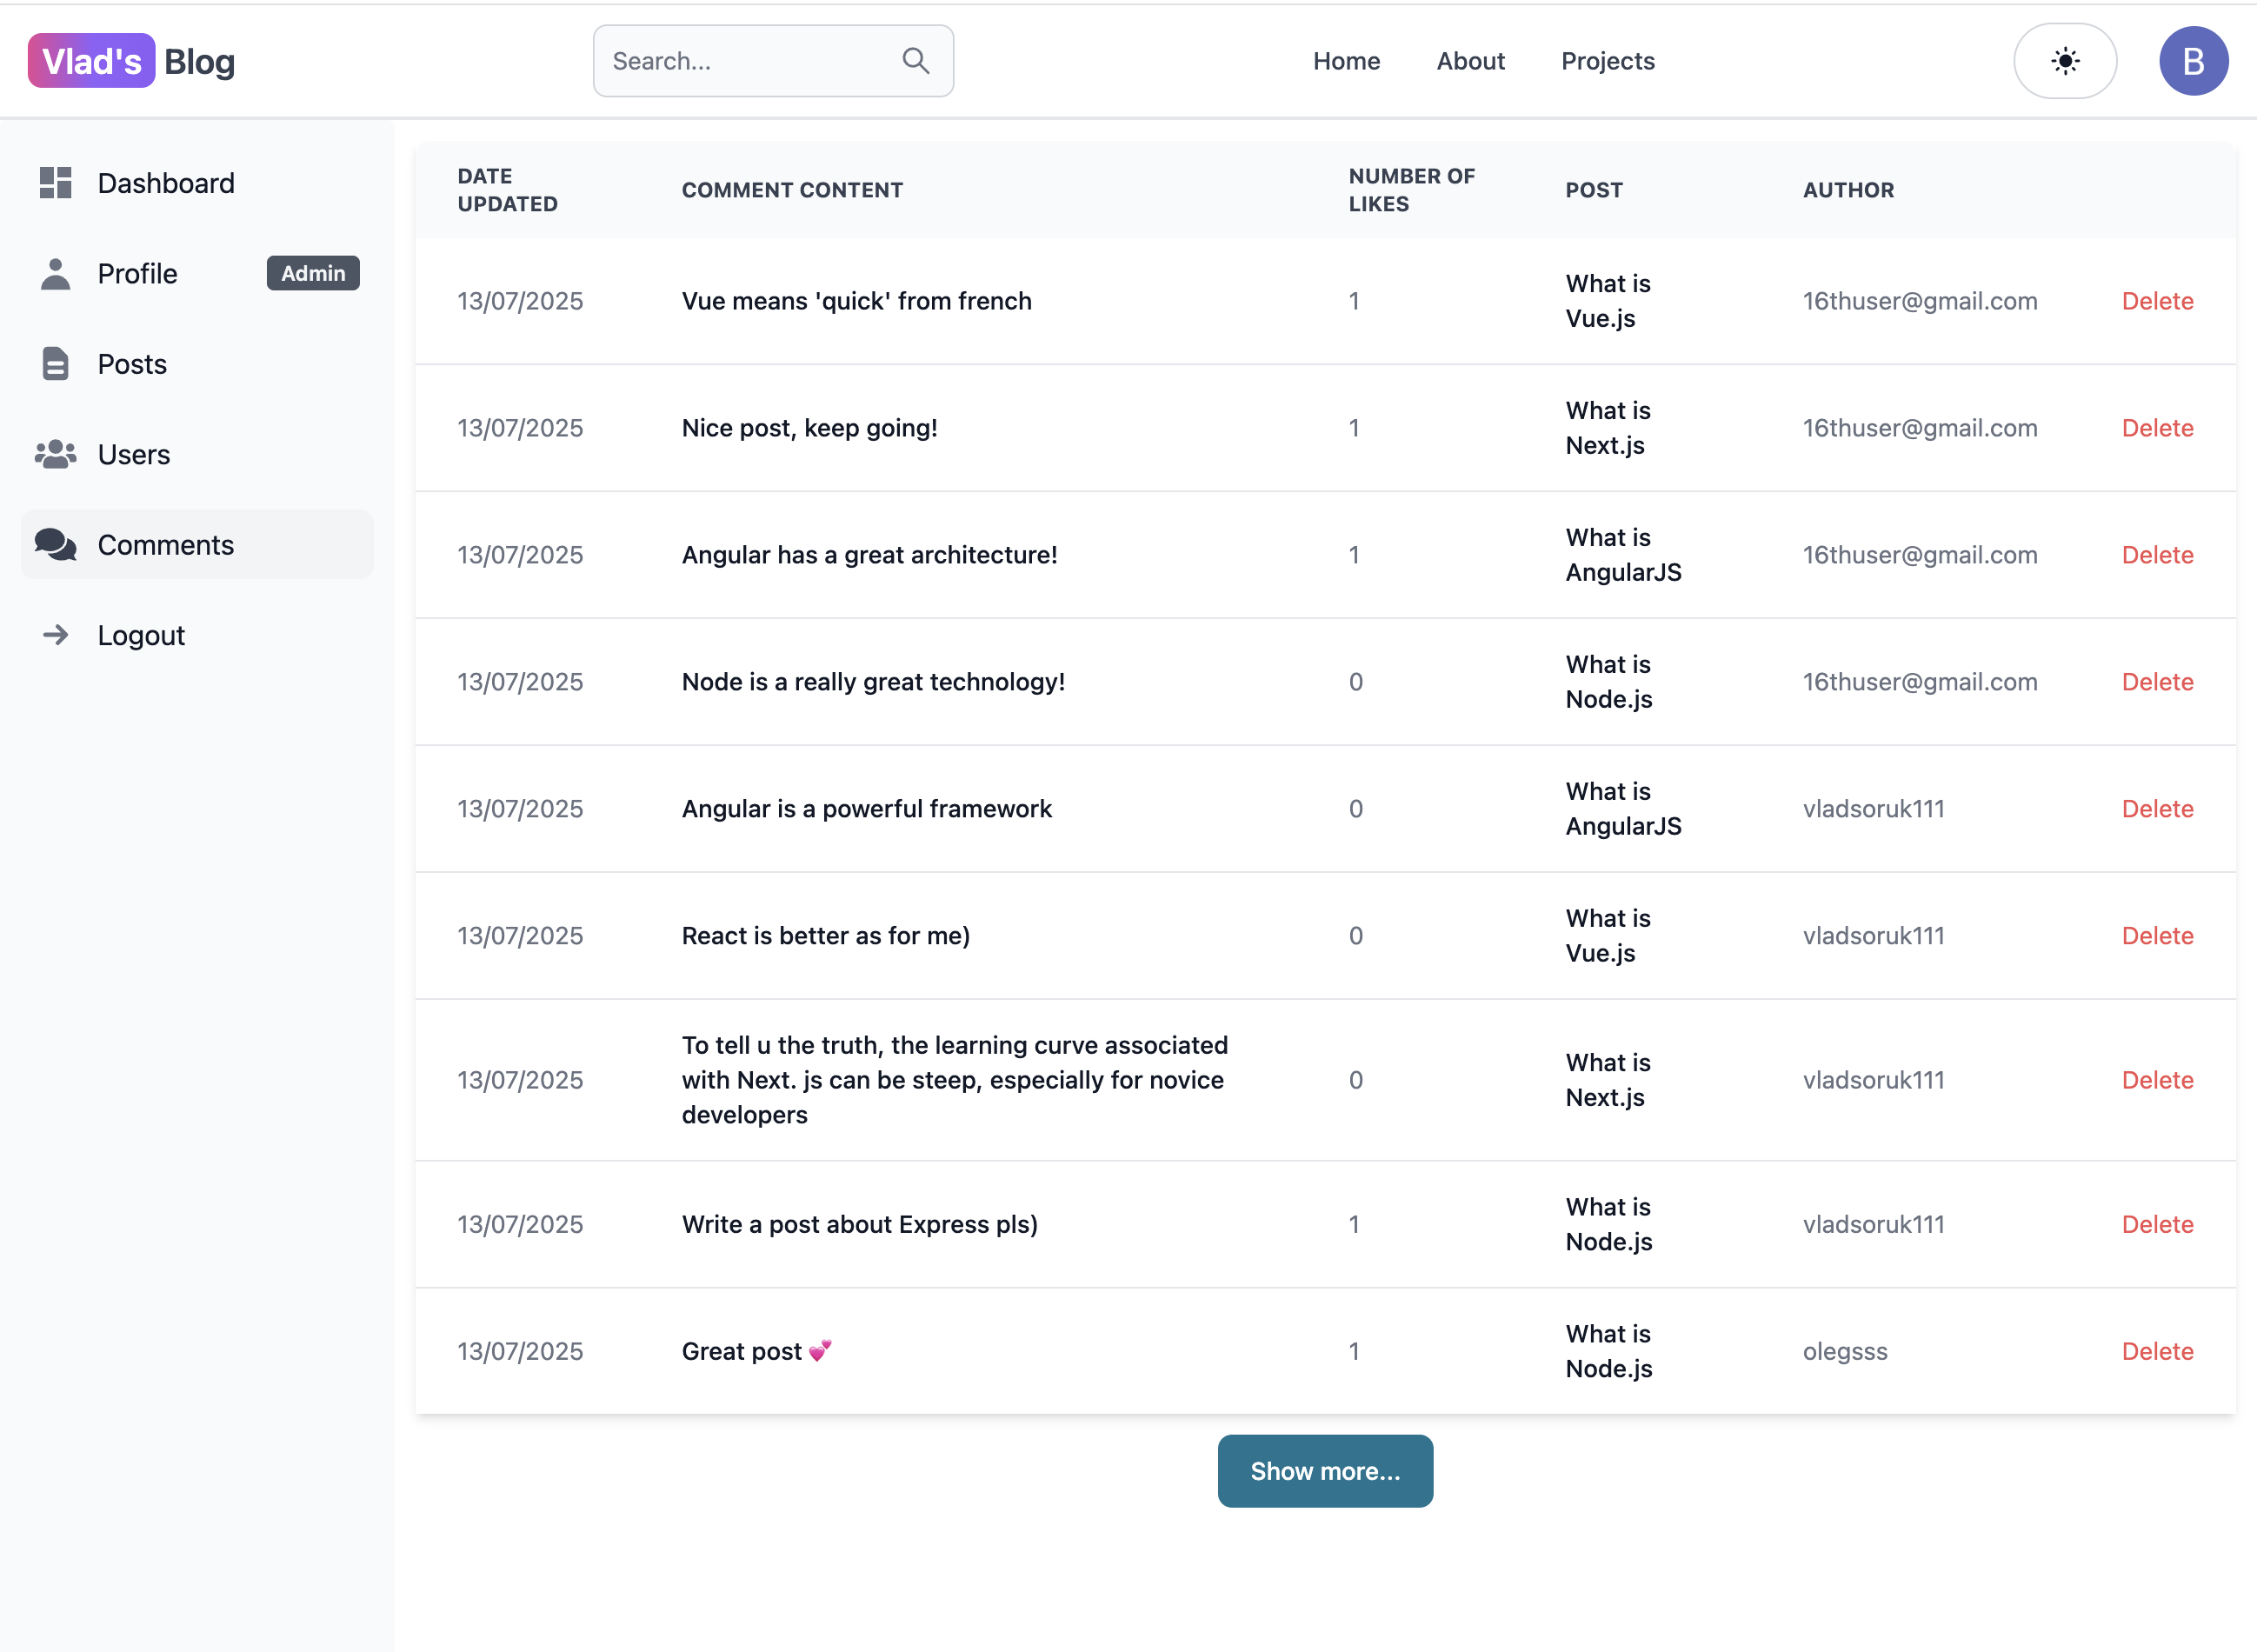 Vlad's Blog
Search...
Home
About
Projects
B
Dashboard
Profile
Admin
Posts
Users
Comments
Logout
DATE
UPDATED
COMMENT CONTENT
NUMBER OF
LIKES
POST
AUTHOR
13/07/2025
Vue means 'quick' from french
1
What is
Vue.js
16thuser@gmail.com
Delete
13/07/2025
Nice post, keep going!
1
What is
Next.js
16thuser@gmail.com
Delete
13/07/2025
Angular has a great architecture!
1
What is
AngularJS
16thuser@gmail.com
Delete
13/07/2025
Node is a really great technology!
0
What is
Node.js
16thuser@gmail.com
Delete
13/07/2025
Angular is a powerful framework
0
What is
AngularJS
vladsoruk111
Delete
13/07/2025
React is better as for me)
0
What is
Vue.js
vladsoruk111
Delete
13/07/2025
To tell u the truth, the learning curve associated
with Next. js can be steep, especially for novice
developers
0
What is
Next.js
vladsoruk111
Delete
13/07/2025
Write a post about Express pls)
1
What is
Node.js
vladsoruk111
Delete
13/07/2025
Great post 💕
1
What is
Node.js
olegsss
Delete
Show more...